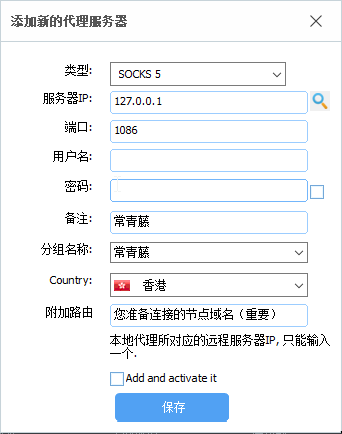 添加新的代理服务器
类型: SOCKS 5
服务器IP: 127.0.0.1
端口: 1086
用户名:
密码:
备注: 常青藤
分组名称: 常青藤
Country: 香港
附加路由 您准备连接的节点域名（重要）
本地代理所对应的远程服务器IP, 只能输入
一个.
Add and activate it
保存